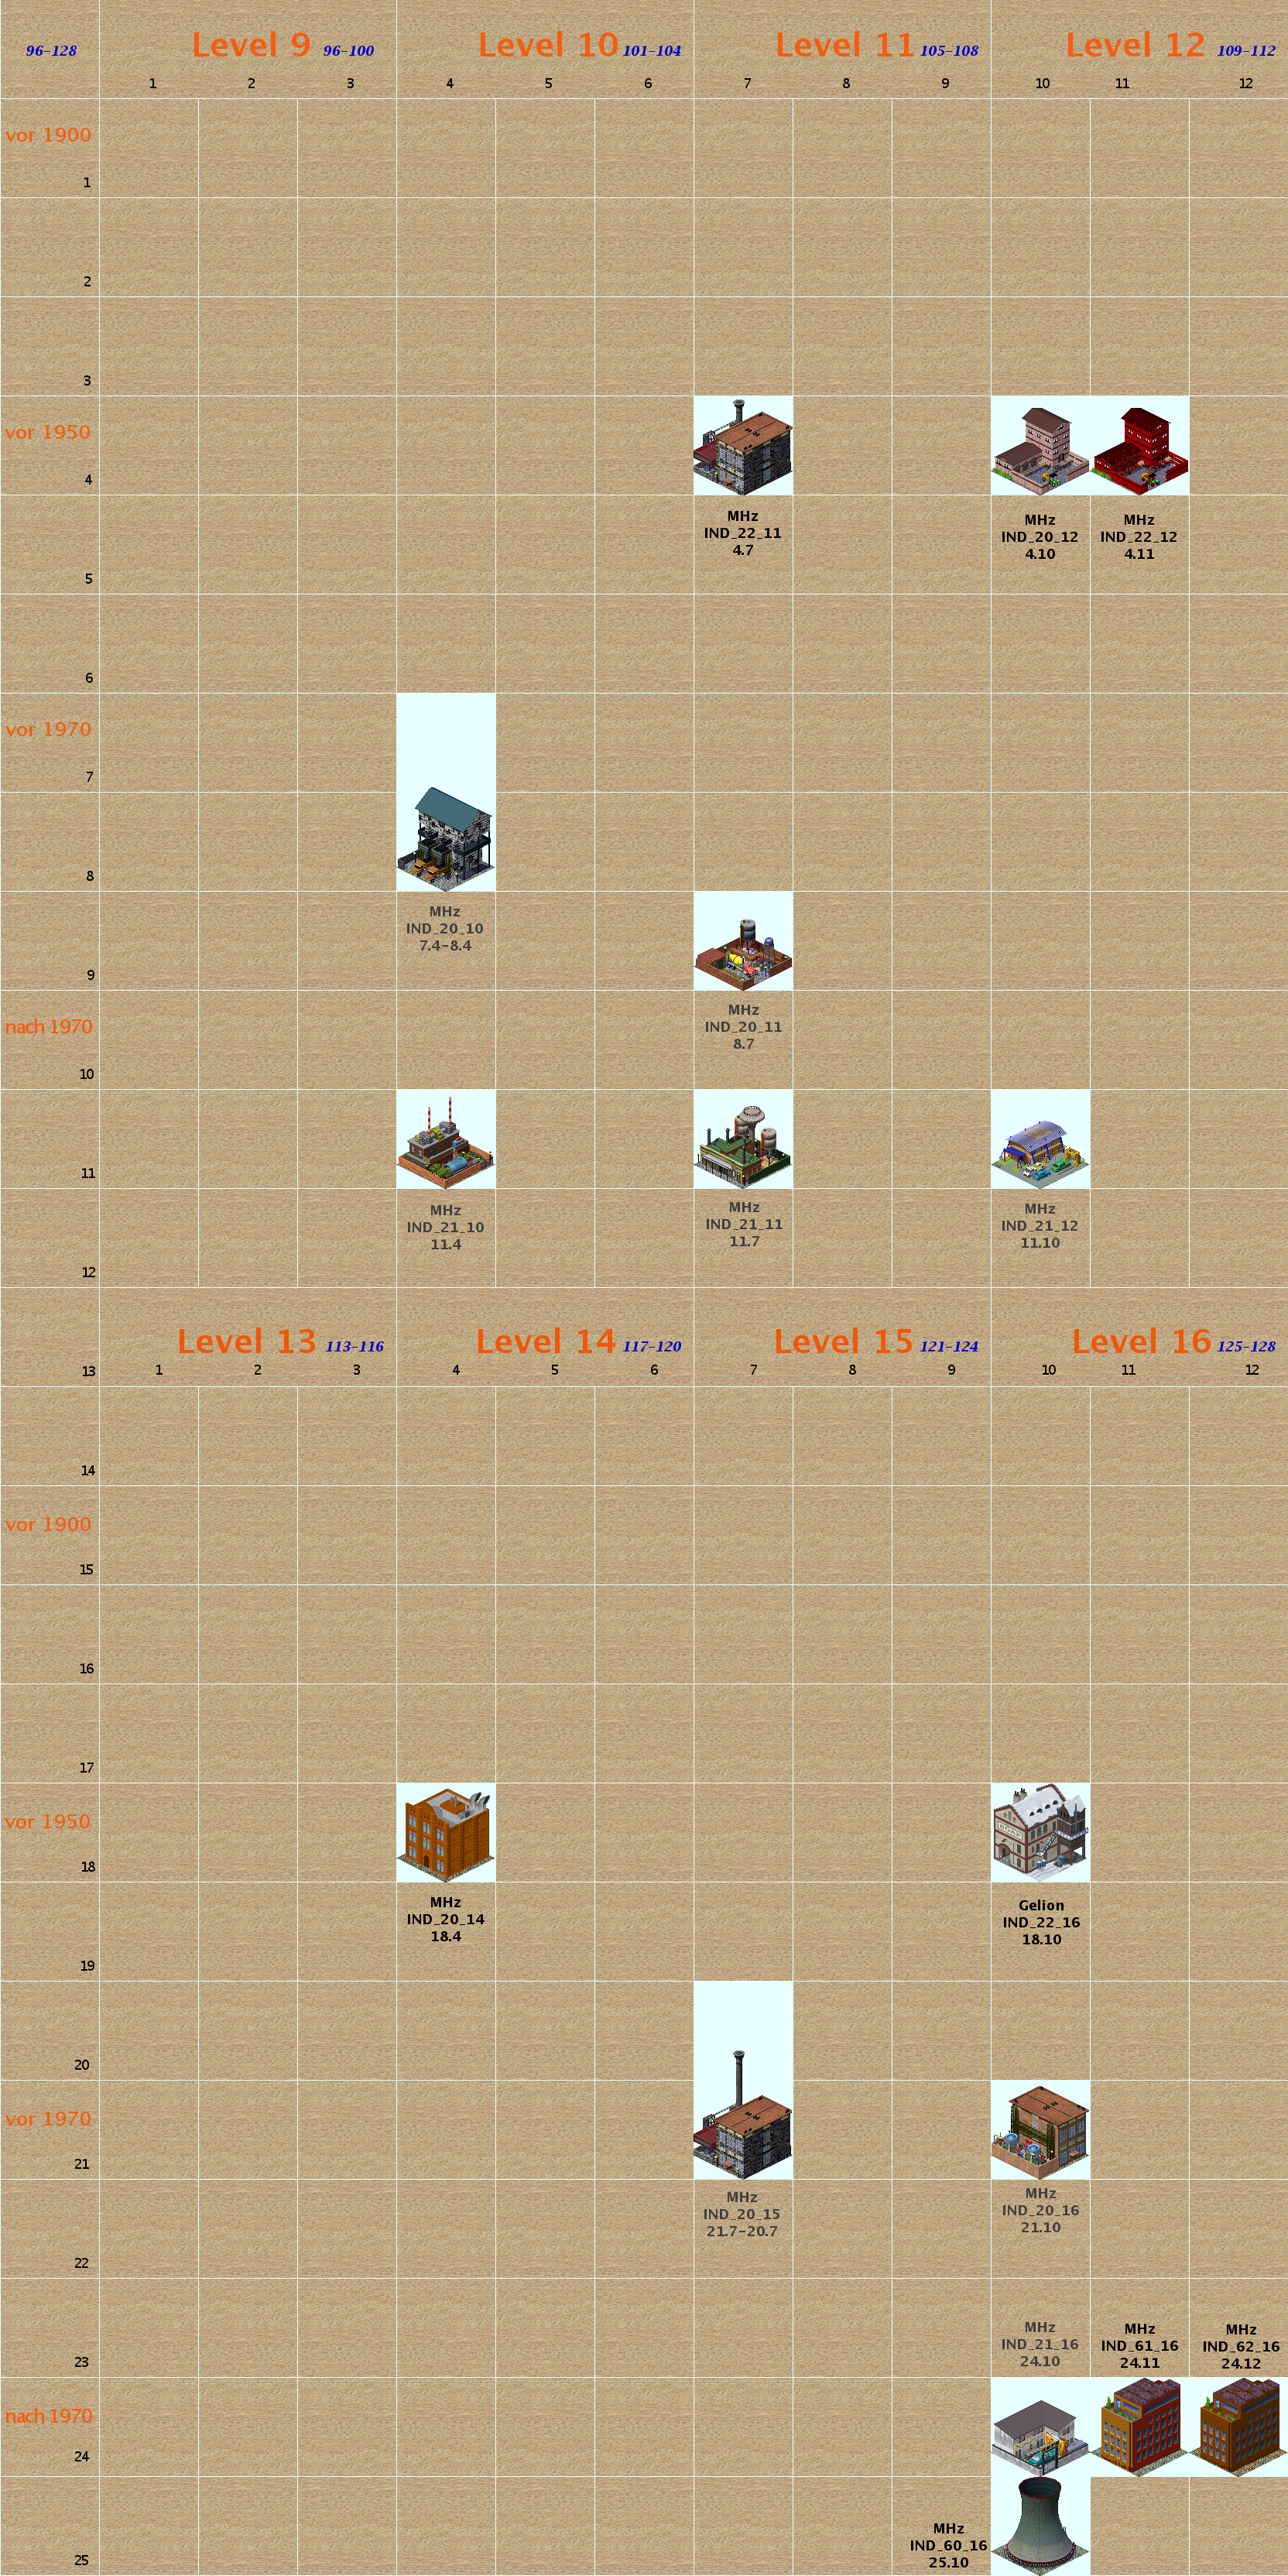 96-128 Level 9 96-100 Level 10 101-104 Level 11 105-108 Level 12 109-112
1 2 3 4 5 6 7 8 9 10 11 12
vor 1900
1
2
3
vor 1950
4
MHz
IND_22_11
4.7
MHz
IND_20_12
4.10
MHz
IND_22_12
4.11
5
6
vor 1970
7
8
MHz
IND_20_10
7.4-8.4
9
MHz
IND_20_11
8.7
nach 1970
10
11
MHz
IND_21_10
11.4
MHz
IND_21_11
11.7
MHz
IND_21_12
11.10
12
Level 13 113-116 Level 14 117-120 Level 15 121-124 Level 16 125-128
13 1 2 3 4 5 6 7 8 9 10 11 12
14
vor 1900
15
16
17
vor 1950
18
MHz
IND_20_14
18.4
Gelion
IND_22_16
18.10
19
20
vor 1970
21
MHz
IND_20_15
21.7-20.7
MHz
IND_20_16
21.10
22
MHz
IND_21_16
24.10
MHz
IND_61_16
24.11
MHz
IND_62_16
24.12
23
nach 1970
24
MHz
IND_60_16
25.10
25